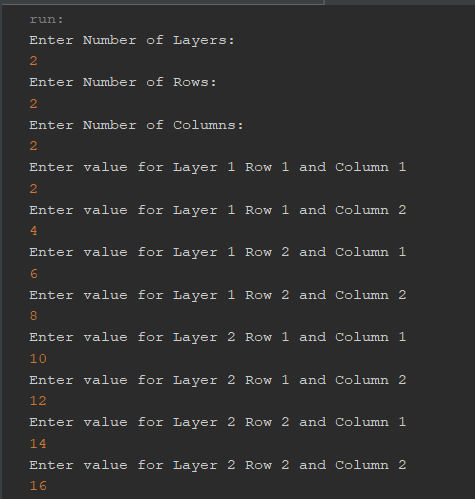 run:
Enter Number of Layers:
2
Enter Number of Rows:
2
Enter Number of Columns:
2
Enter value for Layer 1 Row 1 and Column 1
2
Enter value for Layer 1 Row 1 and Column 2
4
Enter value for Layer 1 Row 2 and Column 1
6
Enter value for Layer 1 Row 2 and Column 2
8
Enter value for Layer 2 Row 1 and Column 1
10
Enter value for Layer 2 Row 1 and Column 2
12
Enter value for Layer 2 Row 2 and Column 1
14
Enter value for Layer 2 Row 2 and Column 2
16